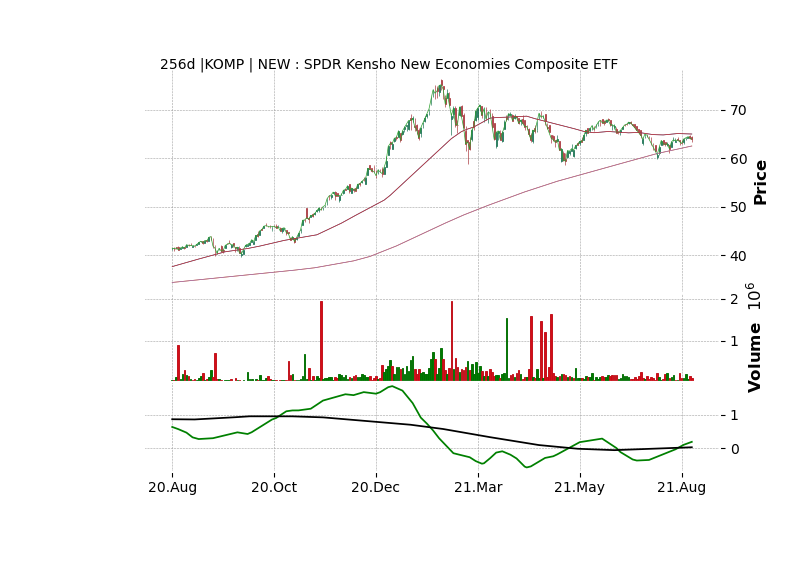 256d |KOMP | NEW : SPDR Kensho New Economies Composite ETF
70
60
50
40
Price
2
1
Volume 10^6
1
0
20.Aug 20.Oct 20.Dec 21.Mar 21.May 21.Aug